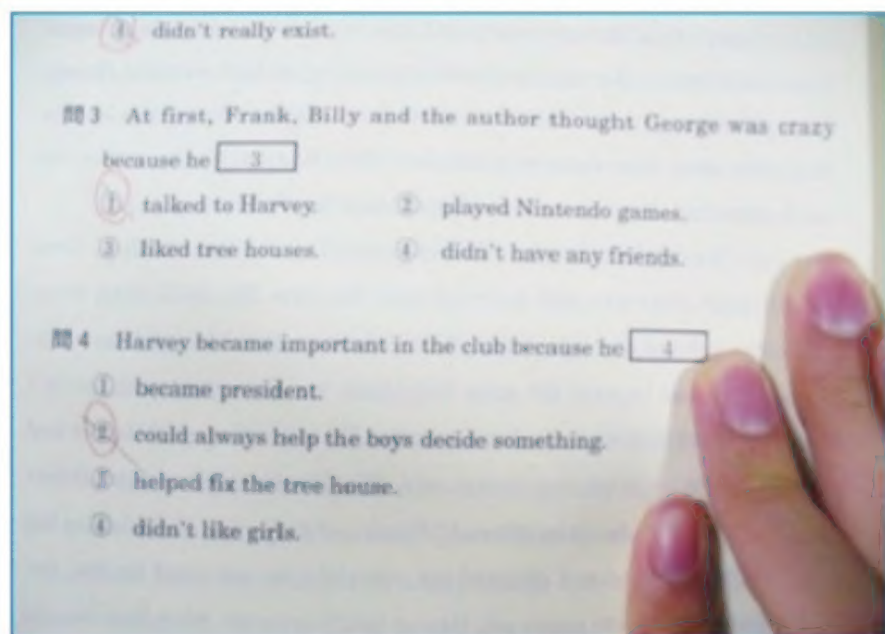 ② didn't really exist.
問3 At first, Frank, Billy and the author thought George was crazy
because he 3
① talked to Harvey. ② played Nintendo games.
③ liked tree houses. ④ didn't have any friends.
問4 Harvey became important in the club because he 4
① became president.
② could always help the boys decide something.
③ helped fix the tree house.
④ didn't like girls.